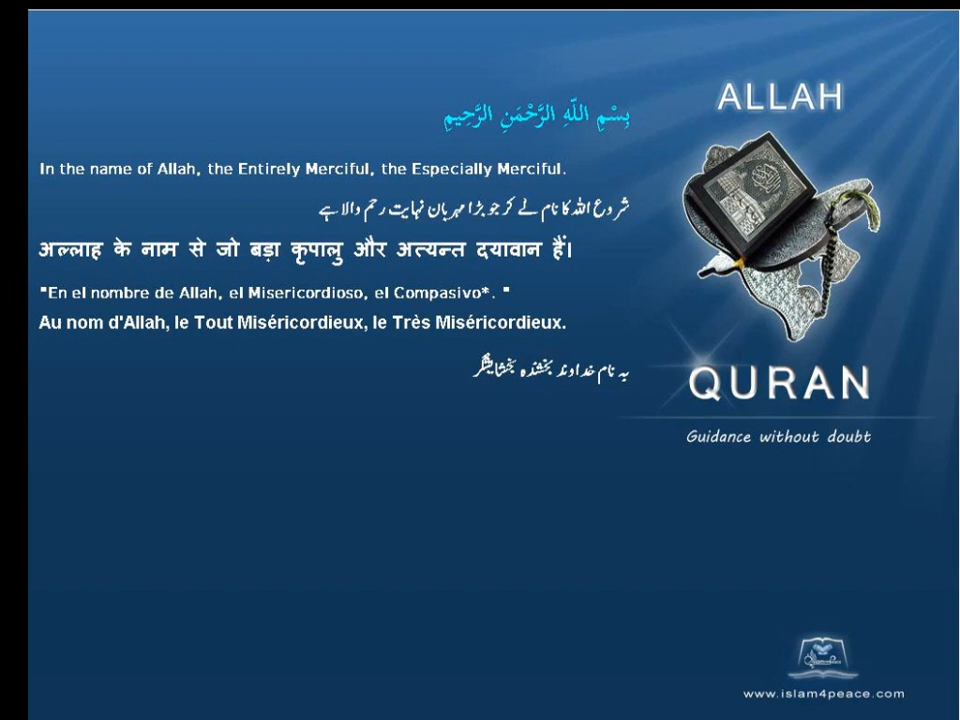 بِسْمِ اللّهِ الرَّحْمَنِ الرَّحِيمِ
In the name of Allah, the Entirely Merciful, the Especially Merciful.
شروع اللہ کا نام لے کر جو بڑا مہربان نہایت رحم والا ہے
अल्लाह के नाम से जो बड़ा कृपालु और अत्यन्त दयावान हैं।
"En el nombre de Allah, el Misericordioso, el Compasivo*. "
Au nom d'Allah, le Tout Miséricordieux, le Très Miséricordieux.
به نام خداوند بخشنده بخشایشگر
ALLAH
QURAN
Guidance without doubt
www.islam4peace.com